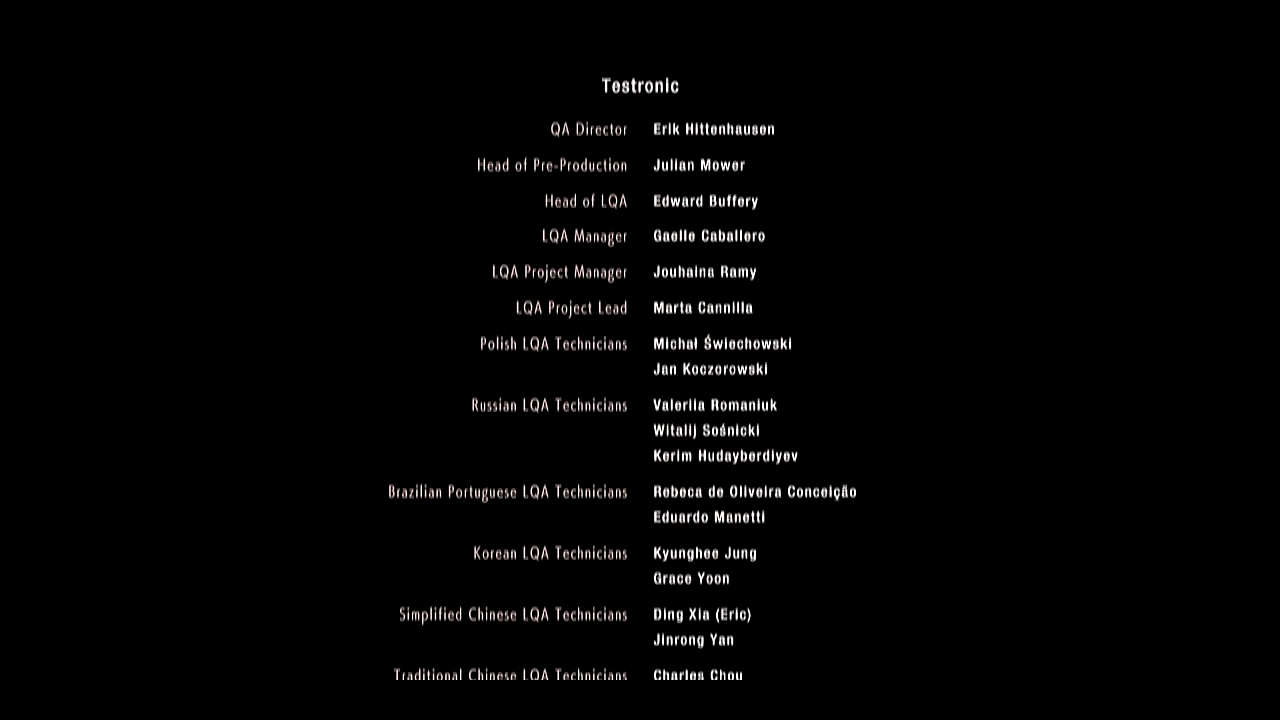 Testronic
QA Director Erik Hittenhausen
Head of Pre-Production Julian Mower
Head of LQA Edward Buffery
LQA Manager Gaelle Caballero
LQA Project Manager Jouhaina Ramy
LQA Project Lead Marta Cannilla
Polish LQA Technicians Michał Świechowski
Jan Koczorowski
Russian LQA Technicians Valeriia Romaniuk
Witalij Sośnicki
Kerim Hudayberdiyev
Brazilian Portuguese LQA Technicians Rebeca de Oliveira Conceição
Eduardo Manetti
Korean LQA Technicians Kyunghee Jung
Grace Yoon
Simplified Chinese LQA Technicians Ding Xia (Eric)
Jinrong Yan
Traditional Chinese LQA Technicians Charles Chou